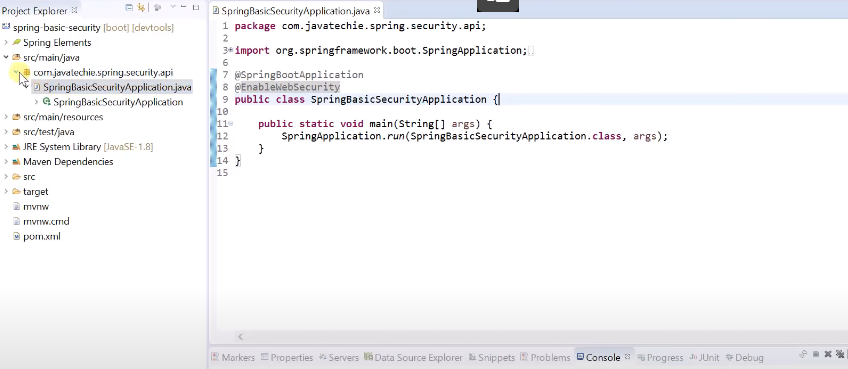 Project Explorer
spring-basic-security [boot] [devtools]
Spring Elements
src/main/java
com.javatechie.spring.security.api
SpringBasicSecurityApplication.java
SpringBasicSecurityApplication
src/main/resources
src/test/java
JRE System Library [JavaSE-1.8]
Maven Dependencies
src
target
mvnw
mvnw.cmd
pom.xml
SpringBasicSecurityApplication.java
1 package com.javatechie.spring.security.api;
2
3 import org.springframework.boot.SpringApplication;
6
7 @SpringBootApplication
8 @EnableWebSecurity
9 public class SpringBasicSecurityApplication {
10
11 public static void main(String[] args) {
12 SpringApplication.run(SpringBasicSecurityApplication.class, args);
13 }
14 }
15
Markers Properties Servers Data Source Explorer Snippets Problems Console Progress JUnit Debug